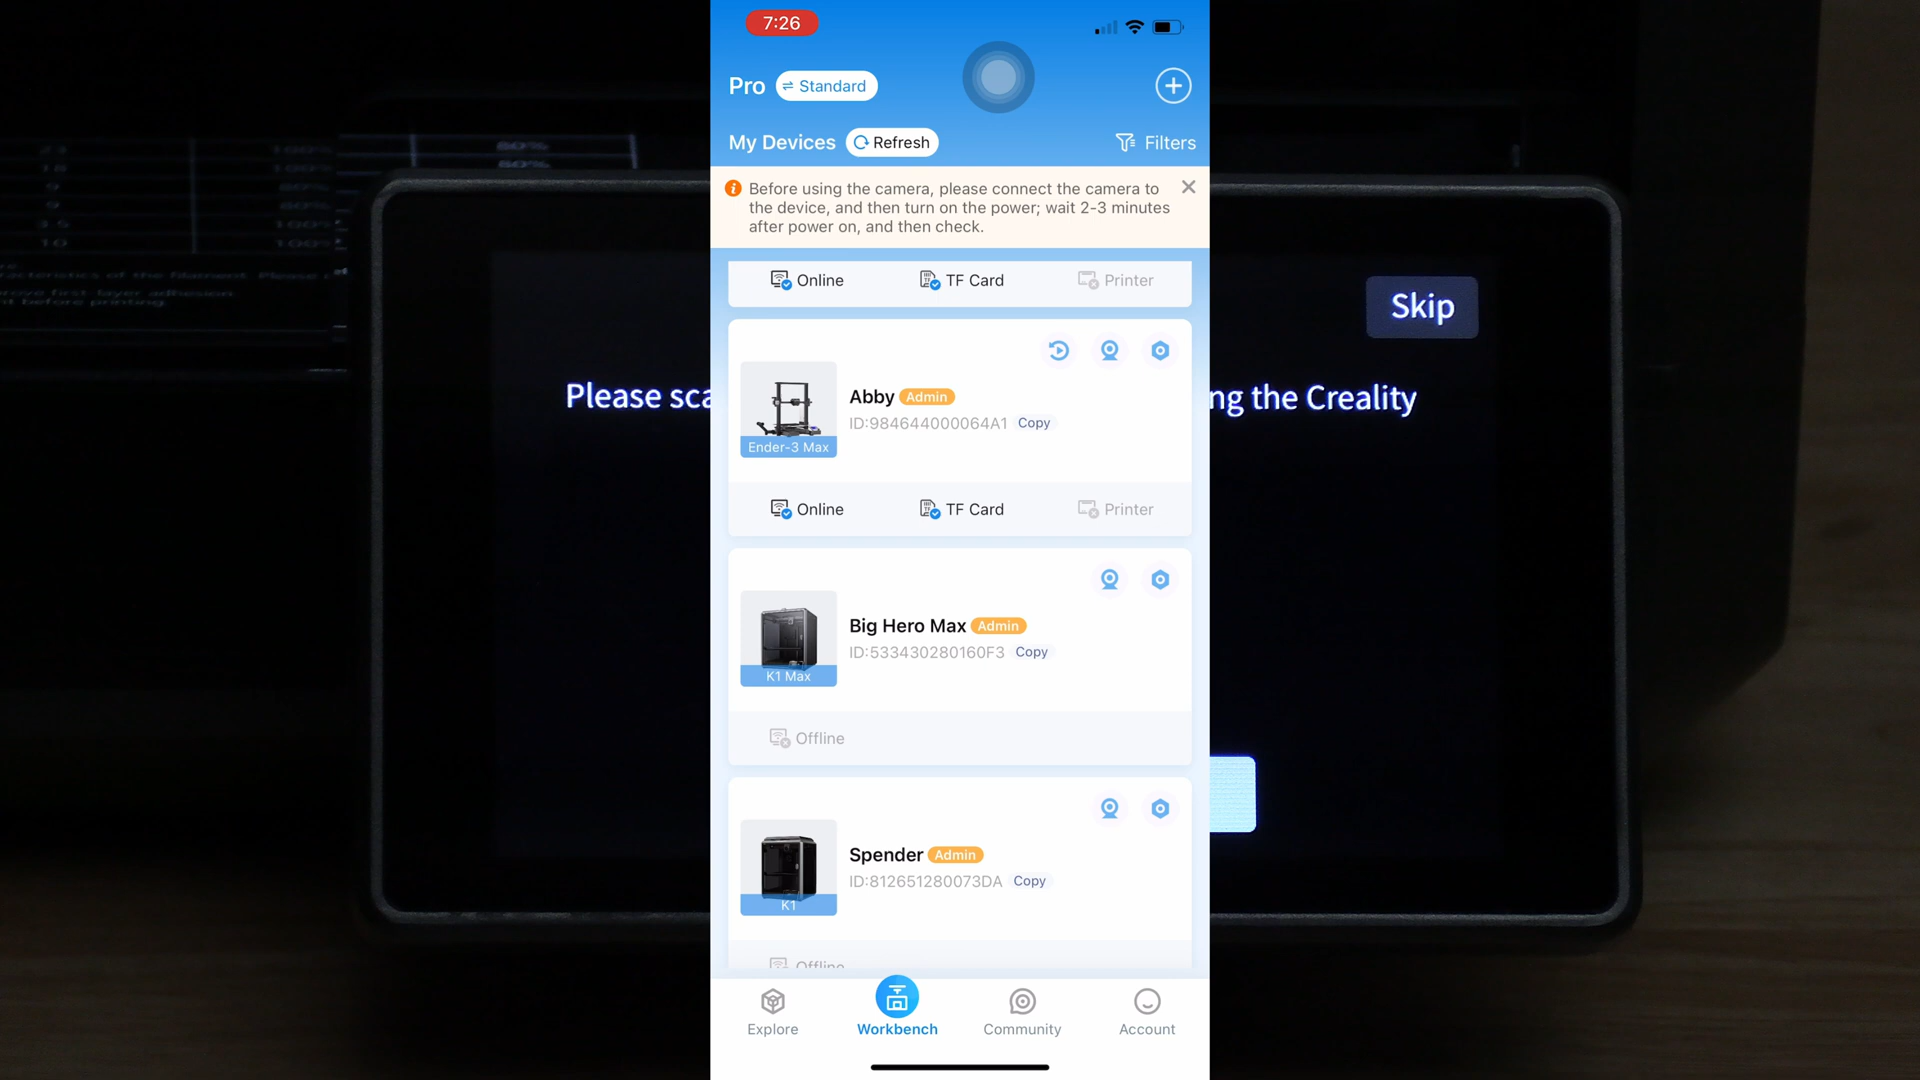 7:26
Pro
Standard
My Devices
Refresh
Filters
Before using the camera, please connect the camera to
the device, and then turn on the power; wait 2-3 minutes
after power on, and then check.
Online
TF Card
Printer
Abby
Admin
ID:984644000064A1
Copy
Ender-3 Max
Online
TF Card
Printer
Big Hero Max
Admin
ID:533430280160F3
Copy
K1 Max
Offline
Spender
Admin
ID:812651280073DA
Copy
K1
Offline
Explore
Workbench
Community
Account
Skip
Please sca
ng the Creality
80%
60%